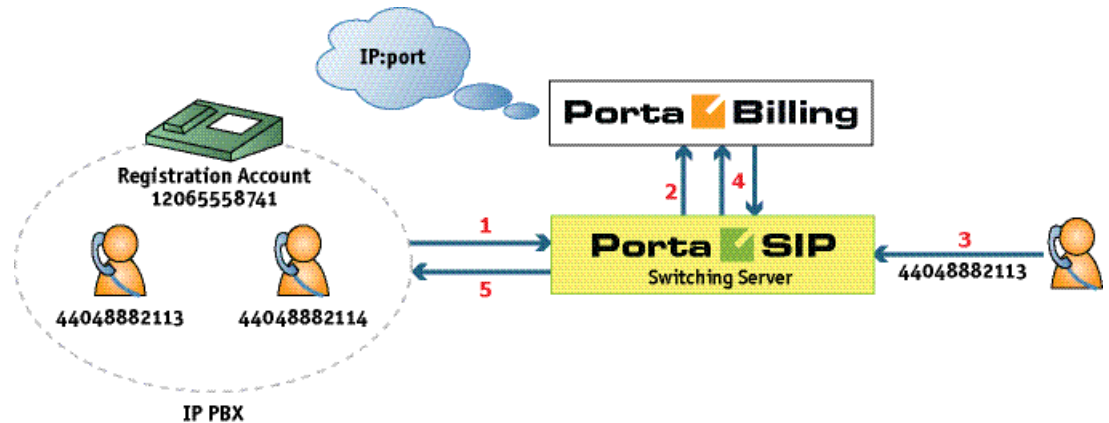 IP:port
Porta Billing
Registration Account
12065558741
2
4
1
Porta SIP
Switching Server
3
44048882113
5
44048882113
44048882114
IP PBX